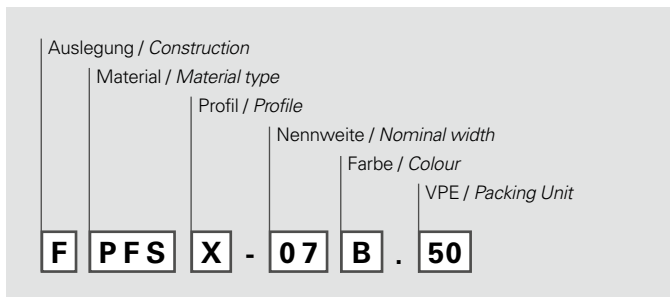 Auslegung / Construction
Material / Material type
Profil / Profile
Nennweite / Nominal width
Farbe / Colour
VPE / Packing Unit
F PFS X - 07 B . 50